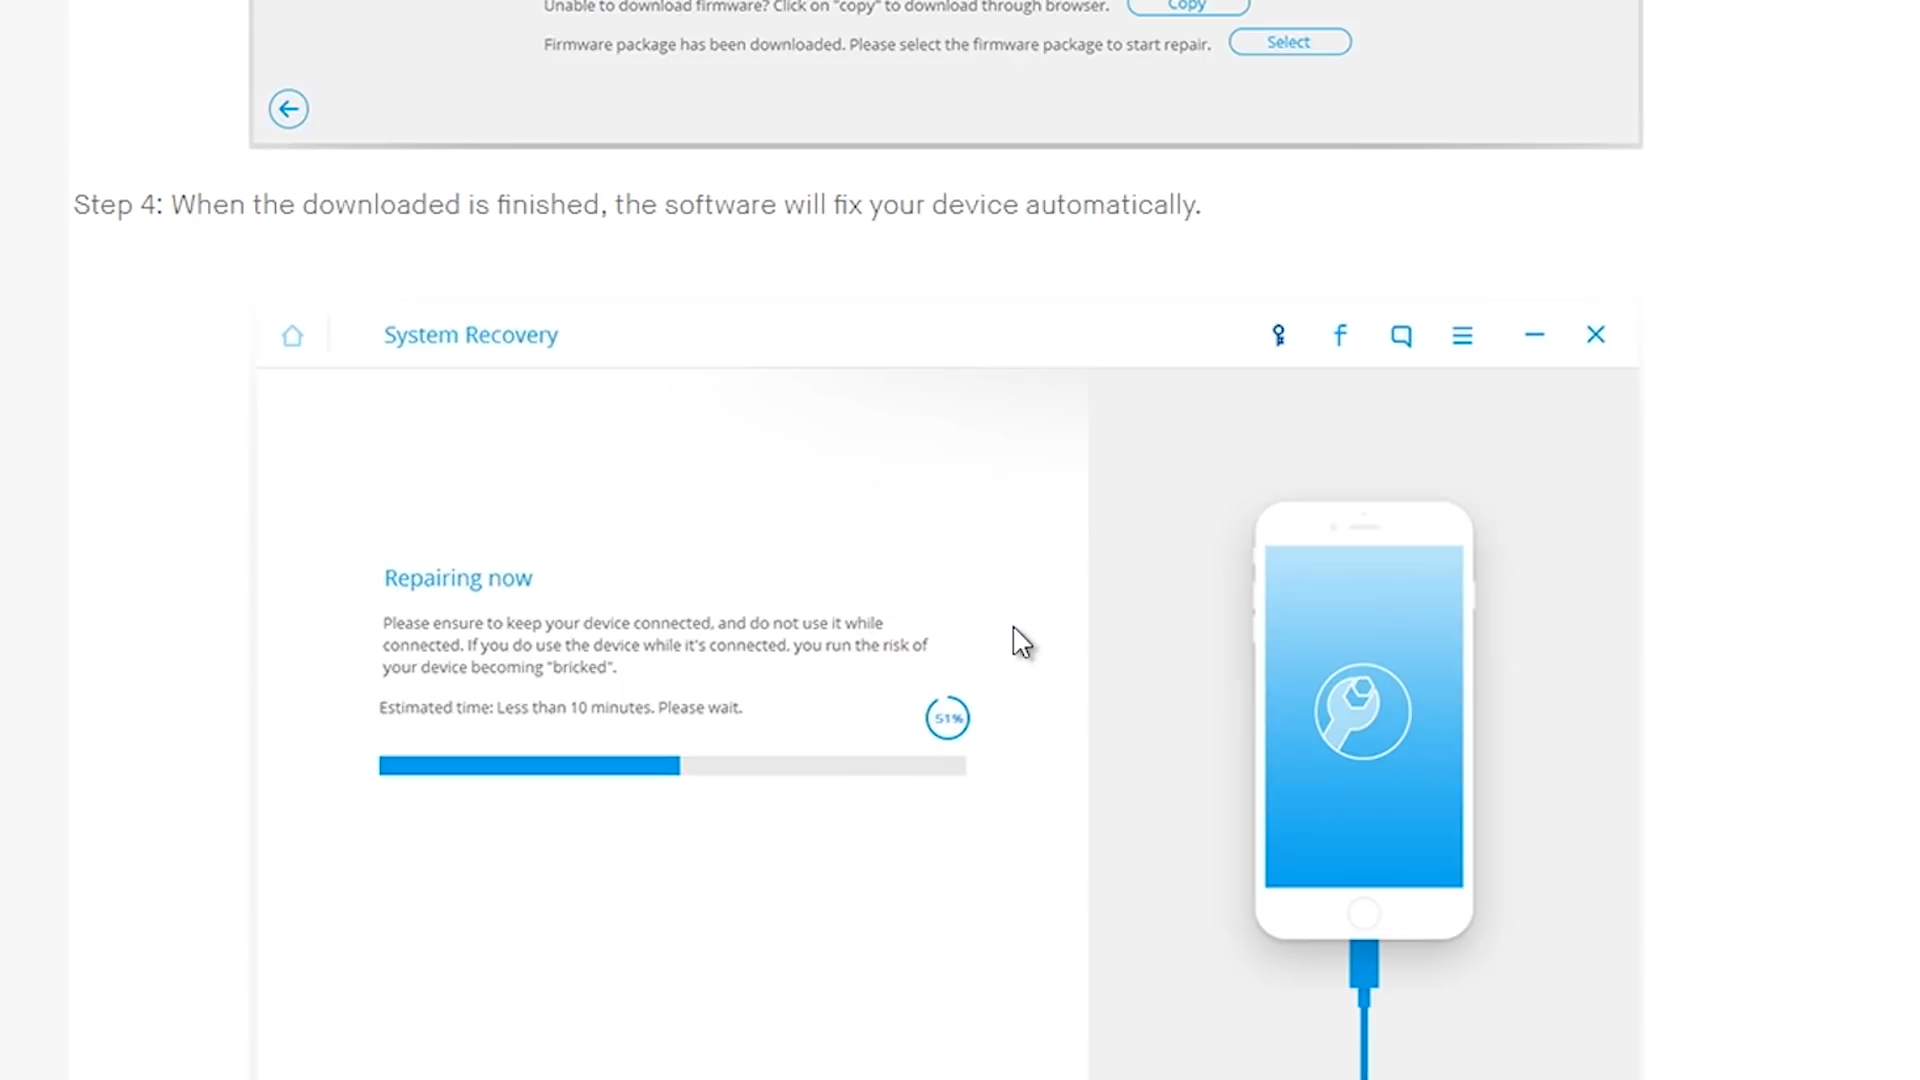 Unable to download firmware? Click on "copy" to download through browser. Copy
Firmware package has been downloaded. Please select the firmware package to start repair. Select
Step 4: When the downloaded is finished, the software will fix your device automatically.
System Recovery
Repairing now
Please ensure to keep your device connected, and do not use it while
connected. If you do use the device while it's connected, you run the risk of
your device becoming "bricked".
Estimated time: Less than 10 minutes. Please wait.
51%